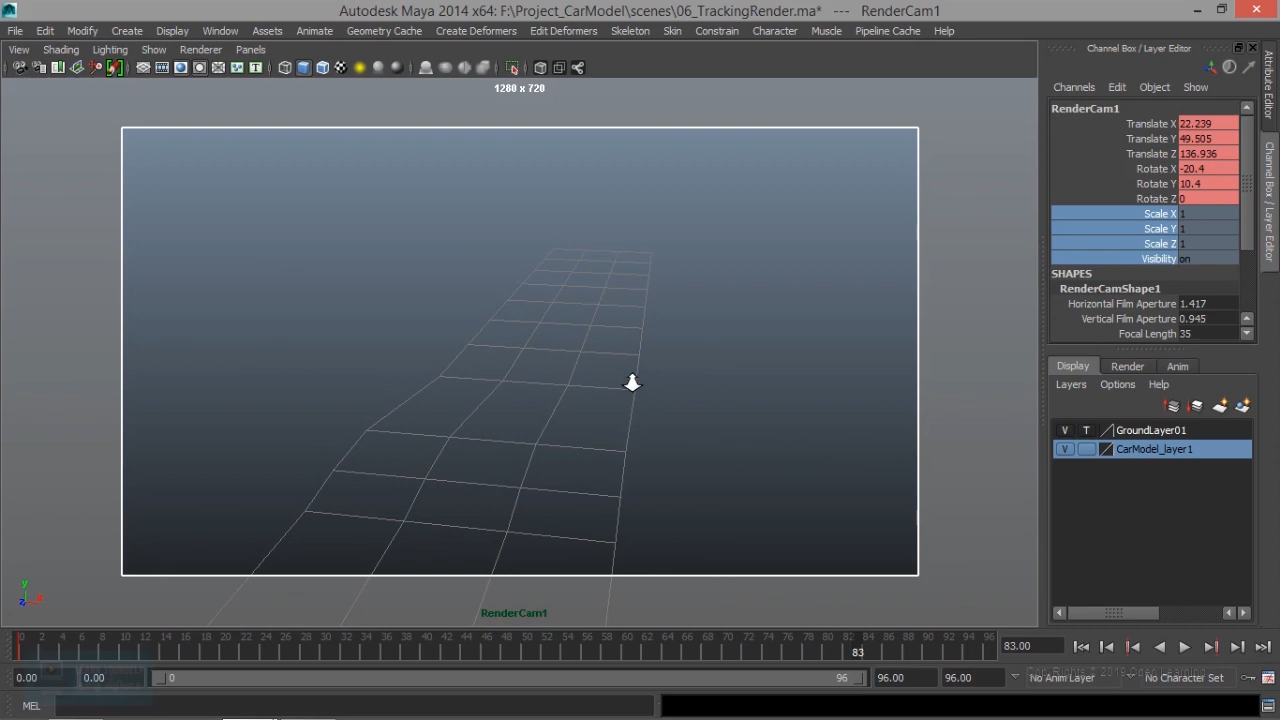 Autodesk Maya 2014 x64: F:\Project_CarModel\scenes\06_TrackingRender.ma* --- RenderCam1
File Edit Modify Create Display Window Assets Animate Geometry Cache Create Deformers Edit Deformers Skeleton Skin Constrain Character Muscle Pipeline Cache Help
View Shading Lighting Show Renderer Panels
Channel Box / Layer Editor
1280 x 720
Channels Edit Object Show
RenderCam1
Translate X 22.239
Translate Y 49.505
Translate Z 136.936
Rotate X -20.4
Rotate Y 10.4
Rotate Z 0
Scale X 1
Scale Y 1
Scale Z 1
Visibility on
SHAPES
RenderCamShape1
Horizontal Film Aperture 1.417
Vertical Film Aperture 0.945
Focal Length 35
Display Render Anim
Layers Options Help
V T GroundLayer01
V CarModel_layer1
Attribute Editor
Channel Box / Layer Editor
y
z x
RenderCam1
0 2 4 6 8 10 12 14 16 18 20 22 24 26 28 30 32 34 36 38 40 42 44 46 48 50 52 54 56 58 60 62 64 66 68 70 72 74 76 78 80 82 84 86 88 90 92 94 96
83
83.00
0.00 0.00 0 96 96.00 96.00 No Anim Layer No Character Set
MEL